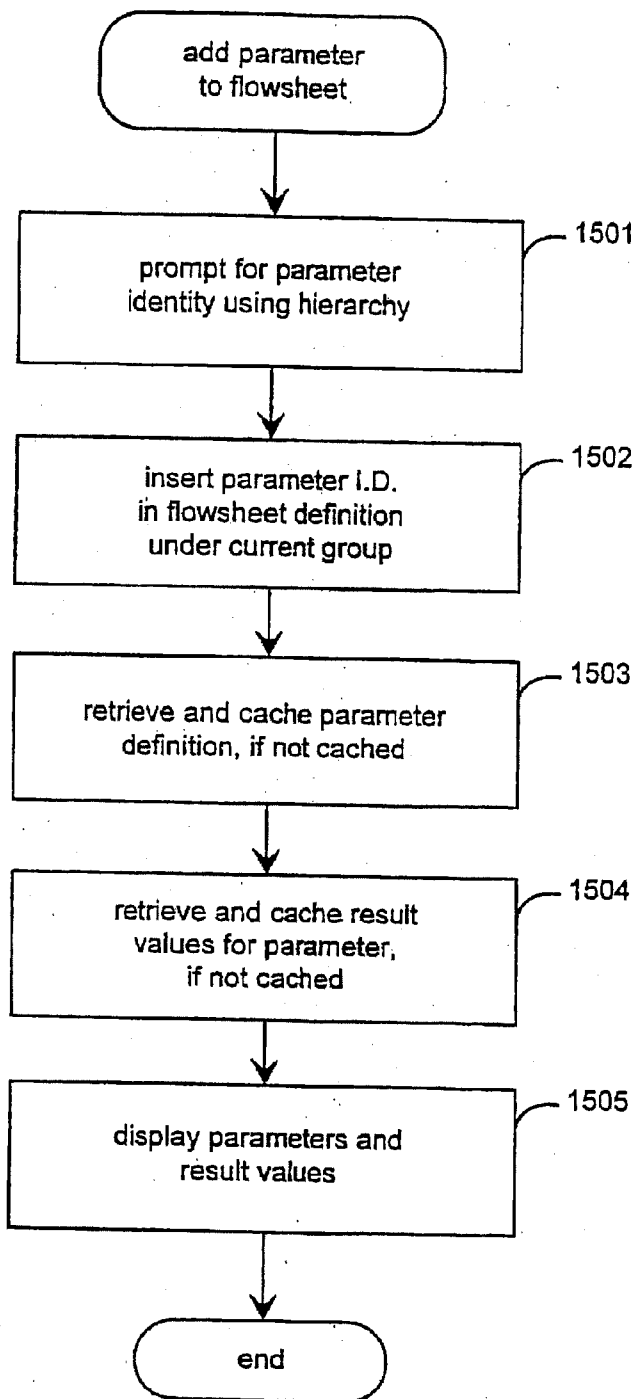 add parameter
to flowsheet
1501
prompt for parameter
identity using hierarchy
1502
insert parameter I.D.
in flowsheet definition
under current group
1503
retrieve and cache parameter
definition, if not cached
1504
retrieve and cache result
values for parameter,
if not cached
1505
display parameters and
result values
end